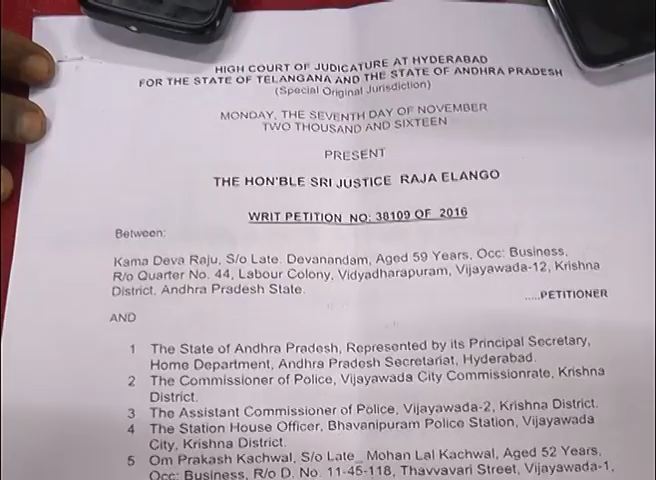 HIGH COURT OF JUDICATURE AT HYDERABAD
FOR THE STATE OF TELANGANA AND THE STATE OF ANDHRA PRADESH
(Special Original Jurisdiction)
MONDAY, THE SEVENTH DAY OF NOVEMBER
TWO THOUSAND AND SIXTEEN
PRESENT
THE HON'BLE SRI JUSTICE RAJA ELANGO
WRIT PETITION NO: 38109 OF 2016
Between:
Kama Deva Raju, S/o Late. Devanandam, Aged 59 Years, Occ: Business,
R/o Quarter No. 44, Labour Colony, Vidyadharapuram, Vijayawada-12, Krishna
District, Andhra Pradesh State.
.....PETITIONER
AND
1 The State of Andhra Pradesh, Represented by its Principal Secretary,
Home Department, Andhra Pradesh Secretariat, Hyderabad.
2 The Commissioner of Police, Vijayawada City Commissionrate, Krishna
District.
3 The Assistant Commissioner of Police, Vijayawada-2, Krishna District.
4 The Station House Officer, Bhavanipuram Police Station, Vijayawada
City, Krishna District.
5 Om Prakash Kachwal, S/o Late_ Mohan Lal Kachwal, Aged 52 Years,
Occ: Business, R/o D. No. 11-45-118, Thavvavari Street, Vijayawada-1,